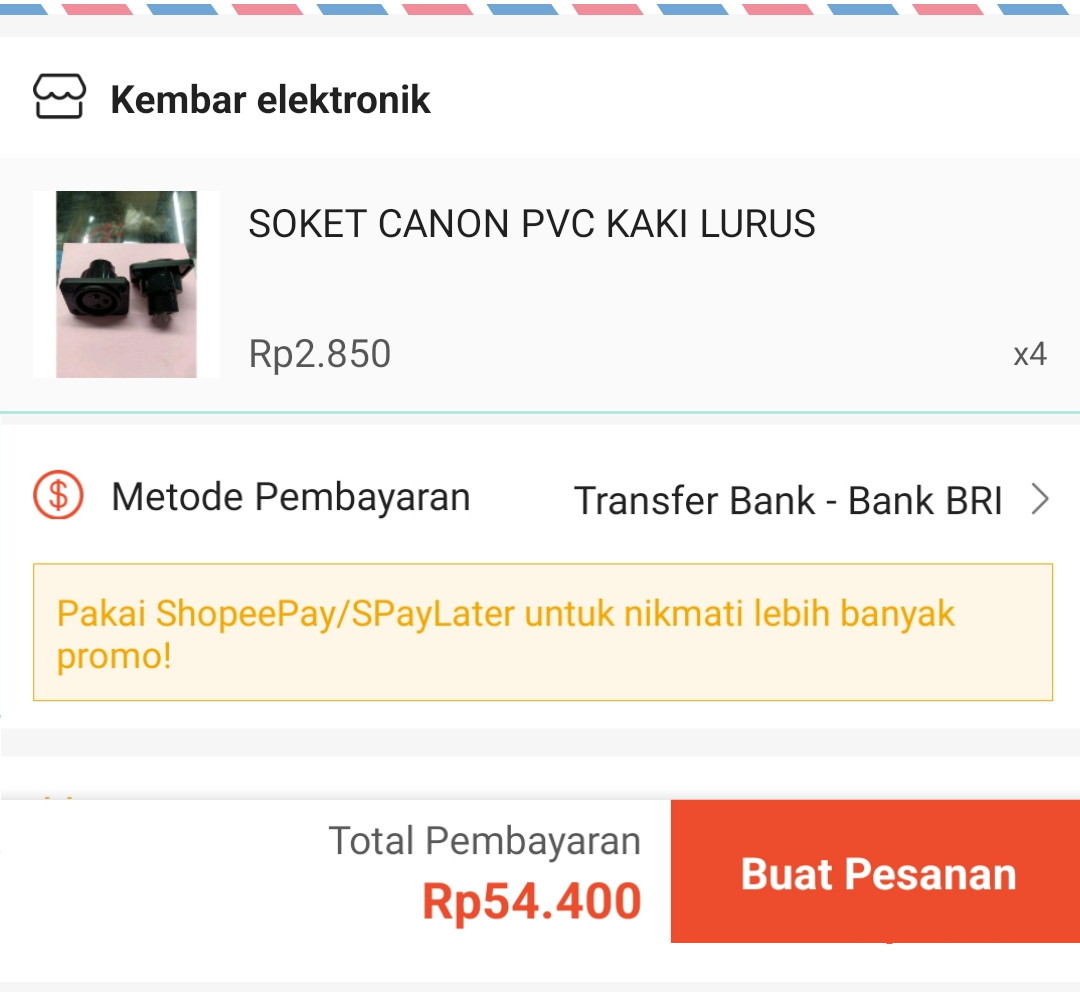 Kembar elektronik
SOKET CANON PVC KAKI LURUS
Rp2.850
x4
Metode Pembayaran
Transfer Bank - Bank BRI
Pakai ShopeePay/SPayLater untuk nikmati lebih banyak
promo!
Total Pembayaran
Rp54.400
Buat Pesanan